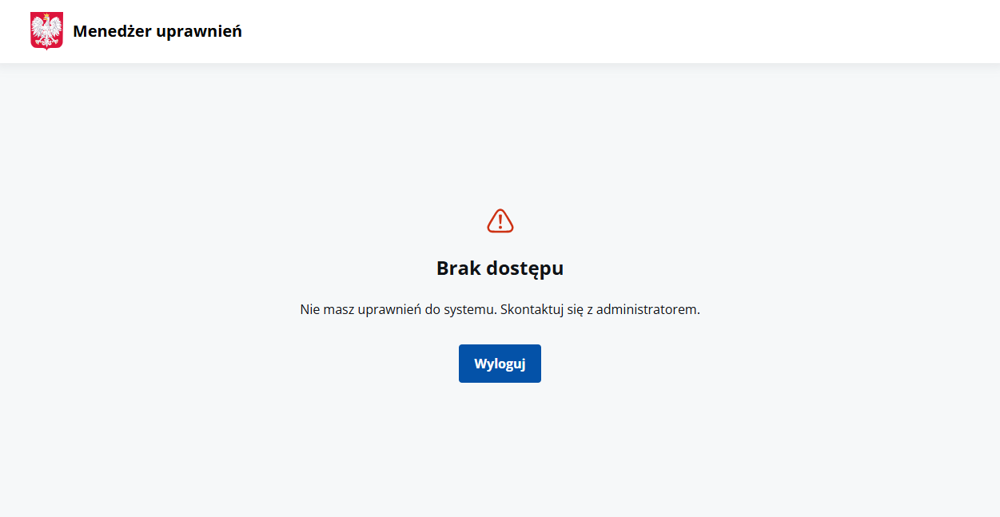 Menedżer uprawnień
Brak dostępu
Nie masz uprawnień do systemu. Skontaktuj się z administratorem.
Wyloguj